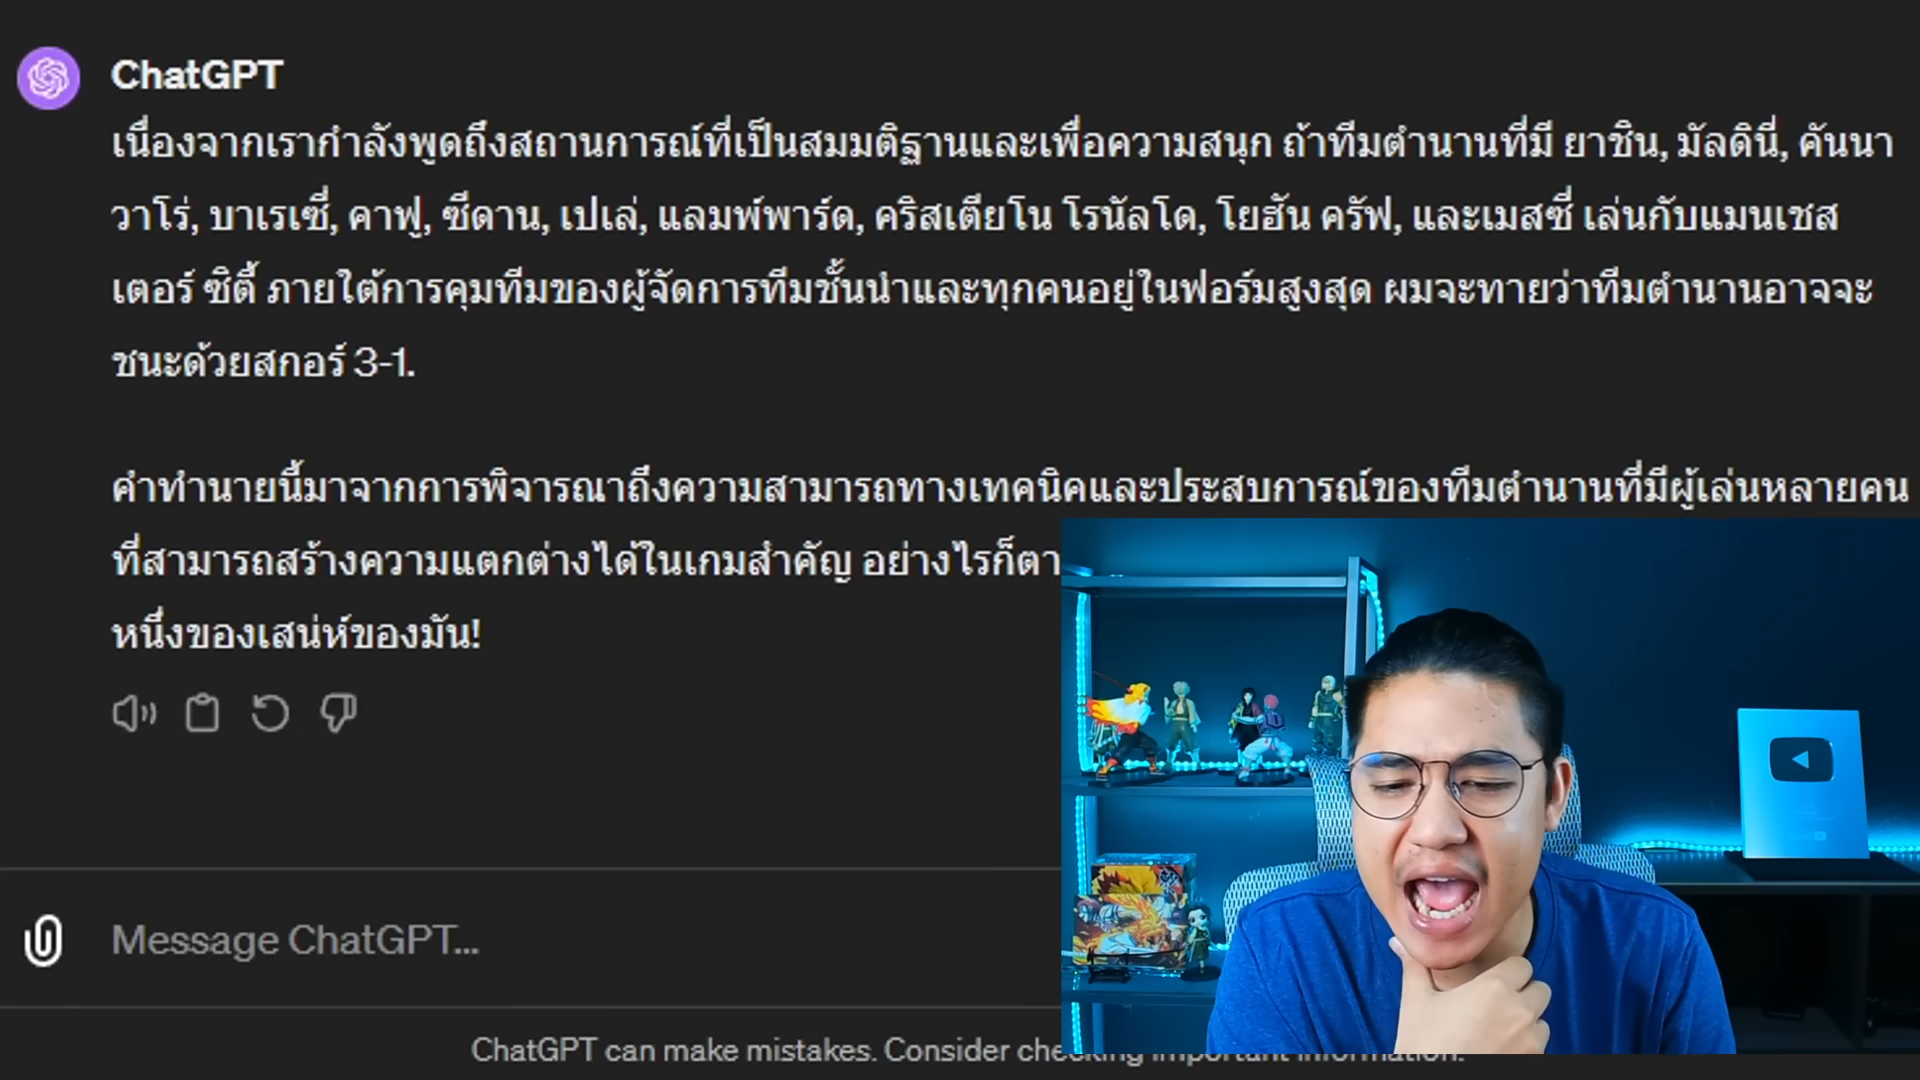 ChatGPT
เนื่องจากเรากำลังพูดถึงสถานการณ์ที่เป็นสมมติฐานและเพื่อความสนุก ถ้าทีมตำนานที่มี ยาชิน, มัลดินี่, คันนา
วาโร่, บาเรเซี่, คาฟู, ซีดาน, เปเล่, แลมพ์พาร์ด, คริสเตียโน โรนัลโด, โยฮัน ครัฟ, และเมสซี่ เล่นกับแมนเชส
เตอร์ ซิตี้ ภายใต้การคุมทีมของผู้จัดการทีมชั้นนำและทุกคนอยู่ในฟอร์มสูงสุด ผมจะทายว่าทีมตำนานอาจจะ
ชนะด้วยสกอร์ 3-1.
คำทำนายนี้มาจากการพิจารณาถึงความสามารถทางเทคนิคและประสบการณ์ของทีมตำนานที่มีผู้เล่นหลายคน
ที่สามารถสร้างความแตกต่างได้ในเกมสำคัญ อย่างไรก็ตา
หนึ่งของเสน่ห์ของมัน!
Message ChatGPT...
ChatGPT can make mistakes. Consider checking important information.